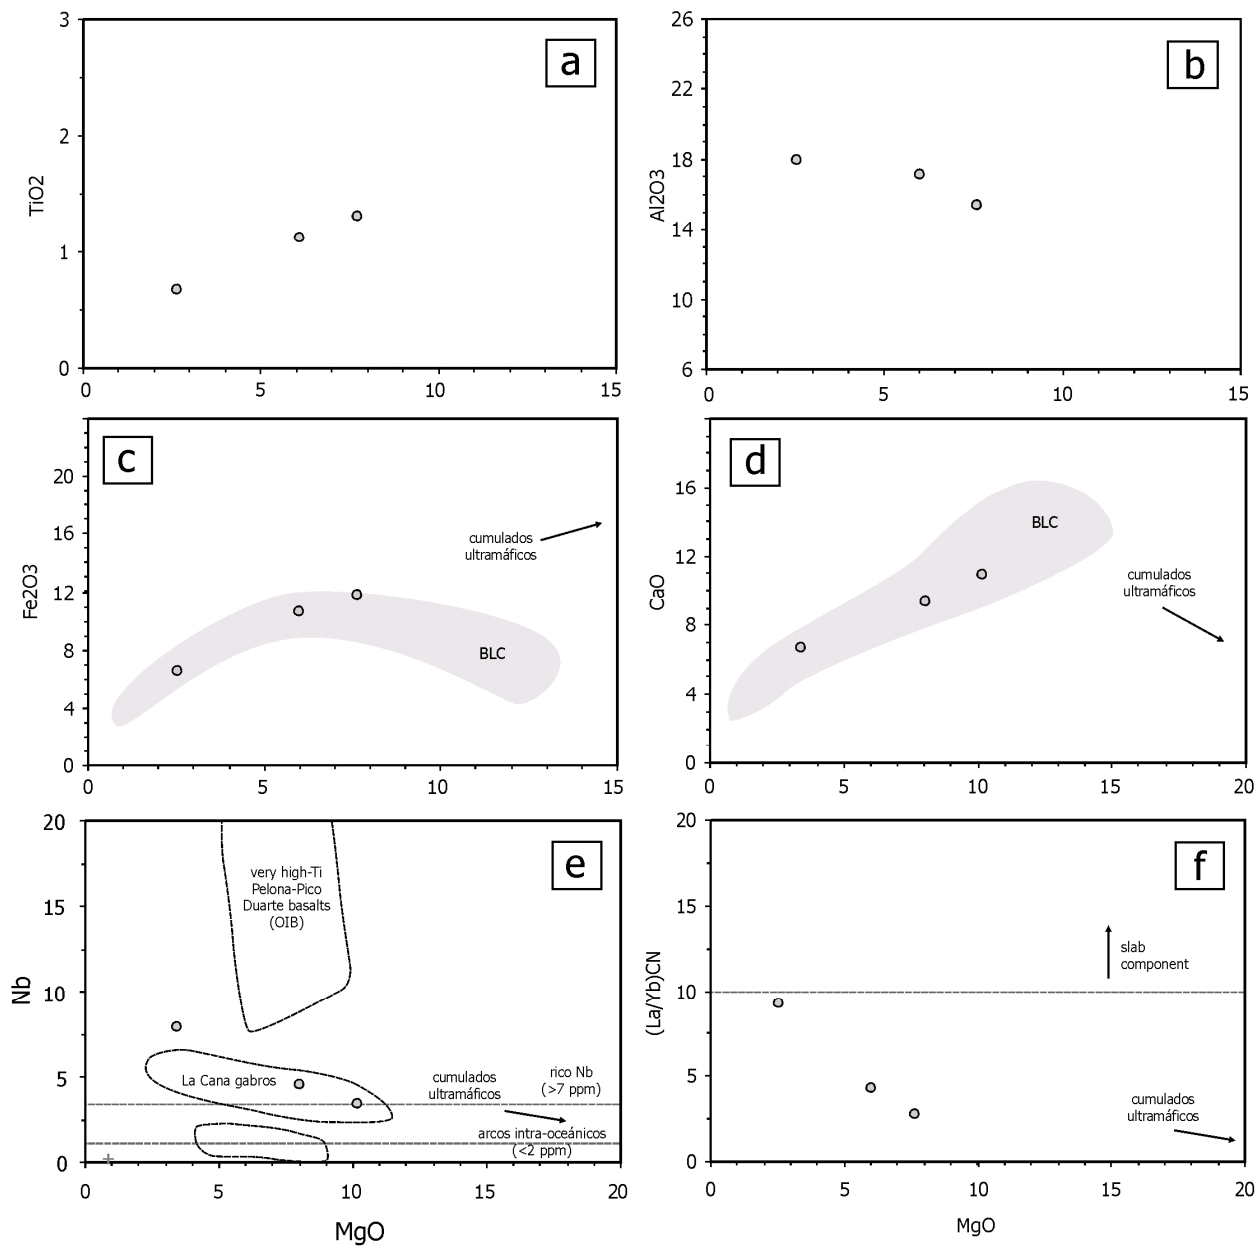 a
TiO2
3
2
1
0
0 5 10 15
b
Al2O3
26
22
18
14
10
6
0 5 10 15
c
Fe2O3
20
16
12
8
4
0
cumulados
ultramáficos
BLC
0 5 10 15
d
CaO
16
12
8
4
0
BLC
cumulados
ultramáficos
0 5 10 15 20
e
Nb
20
15
10
5
0
very high-Ti
Pelona-Pico
Duarte basalts
(OIB)
La Cana gabros
cumulados
ultramáficos
rico Nb
(>7 ppm)
arcos intra-oceánicos
(<2 ppm)
0 5 10 15 20
MgO
f
(La/Yb)CN
20
15
10
5
0
slab
component
cumulados
ultramáficos
0 5 10 15 20
MgO